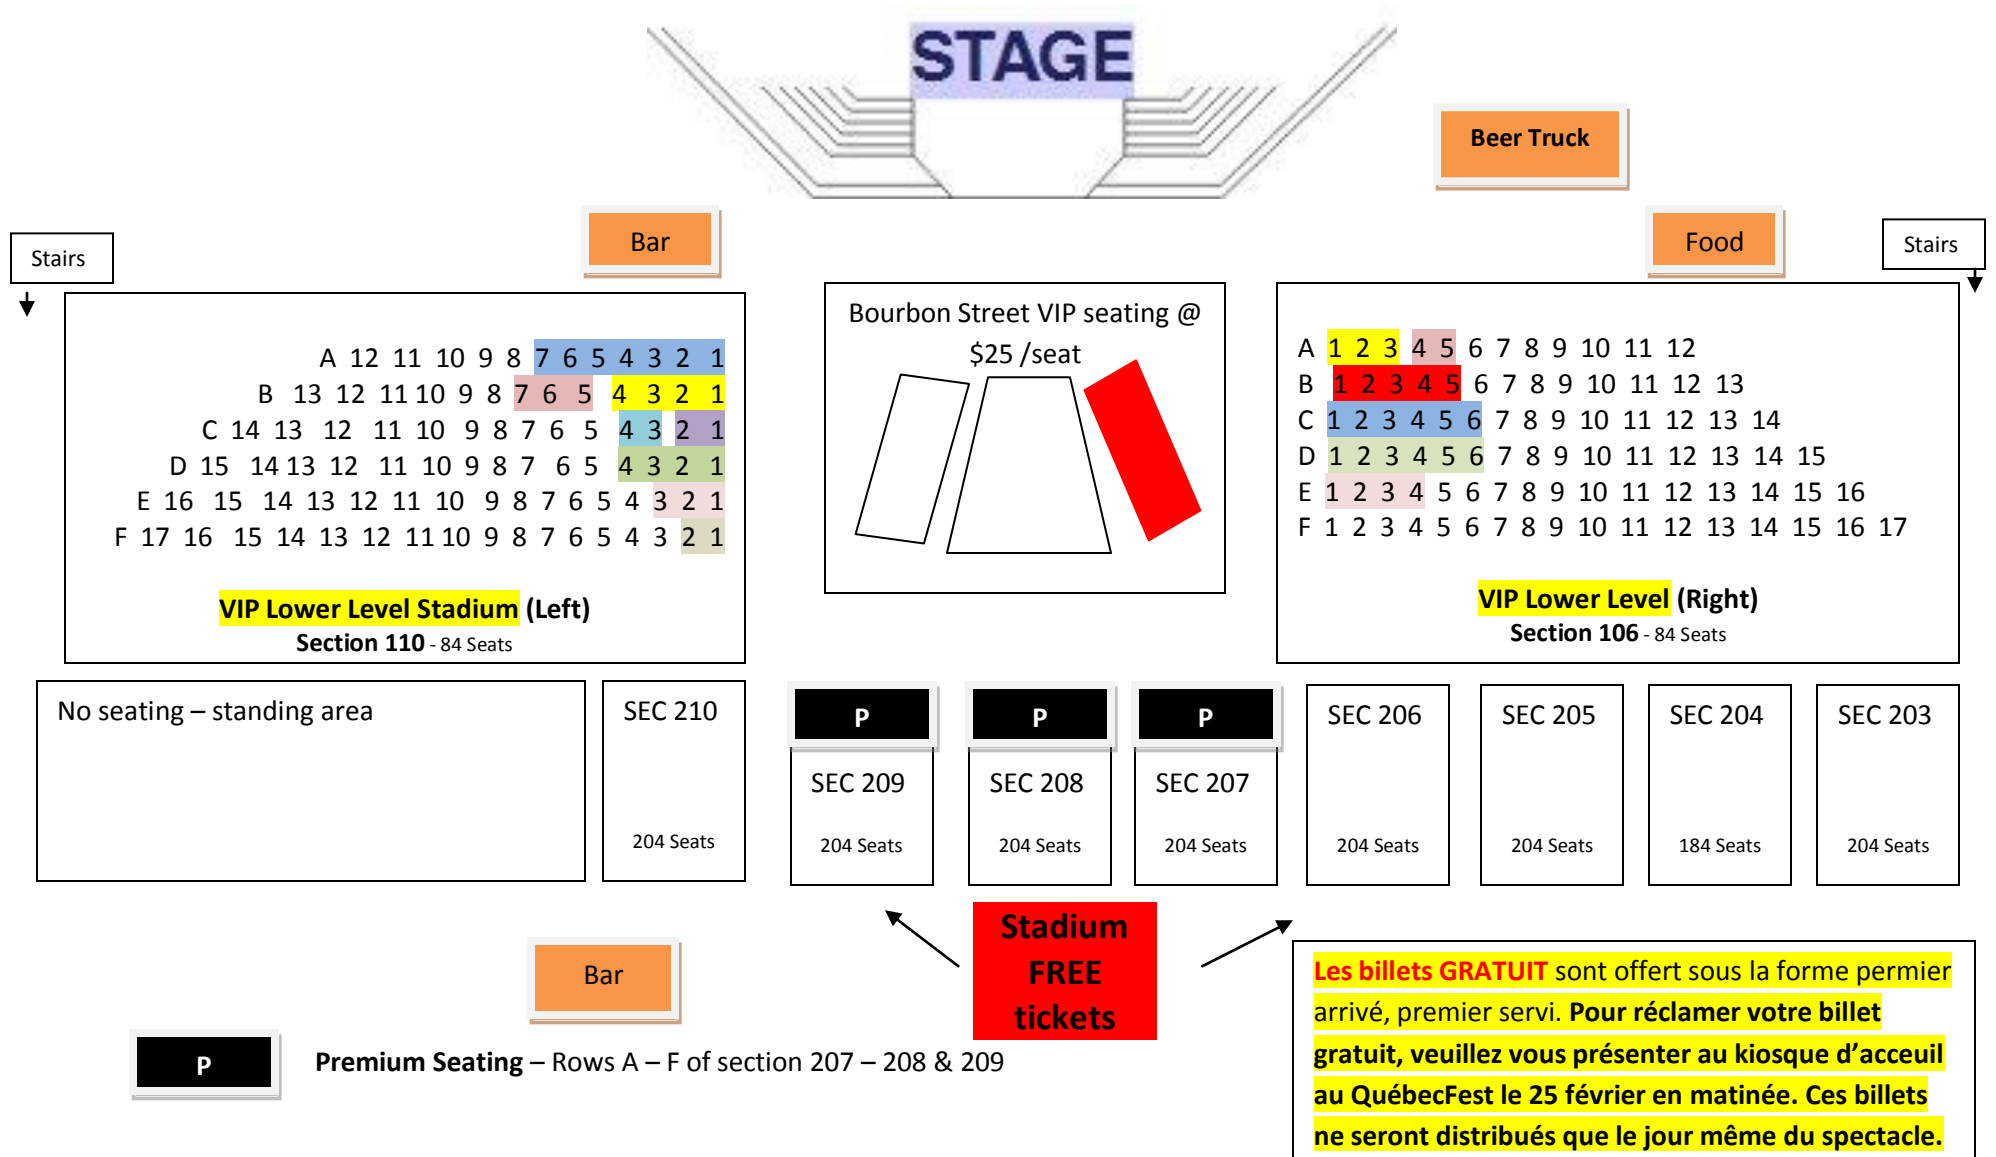 STAGE
Beer Truck
Bar
Food
Stairs
Stairs
A 12 11 10 9 8 7 6 5 4 3 2 1
B 13 12 11 10 9 8 7 6 5 4 3 2 1
C 14 13 12 11 10 9 8 7 6 5 4 3 2 1
D 15 14 13 12 11 10 9 8 7 6 5 4 3 2 1
E 16 15 14 13 12 11 10 9 8 7 6 5 4 3 2 1
F 17 16 15 14 13 12 11 10 9 8 7 6 5 4 3 2 1
VIP Lower Level Stadium (Left)
Section 110 - 84 Seats
Bourbon Street VIP seating @
$25 /seat
A 1 2 3 4 5 6 7 8 9 10 11 12
B 1 2 3 4 5 6 7 8 9 10 11 12 13
C 1 2 3 4 5 6 7 8 9 10 11 12 13 14
D 1 2 3 4 5 6 7 8 9 10 11 12 13 14 15
E 1 2 3 4 5 6 7 8 9 10 11 12 13 14 15 16
F 1 2 3 4 5 6 7 8 9 10 11 12 13 14 15 16 17
VIP Lower Level (Right)
Section 106 - 84 Seats
No seating – standing area
SEC 210
204 Seats
P
SEC 209
204 Seats
P
SEC 208
204 Seats
P
SEC 207
204 Seats
SEC 206
204 Seats
SEC 205
204 Seats
SEC 204
184 Seats
SEC 203
204 Seats
Stadium
FREE
tickets
Bar
P
Premium Seating – Rows A – F of section 207 – 208 & 209
Les billets GRATUIT sont offert sous la forme permier
arrivé, premier servi. Pour réclamer votre billet
gratuit, veuillez vous présenter au kiosque d'acceuil
au QuébecFest le 25 février en matinée. Ces billets
ne seront distribués que le jour même du spectacle.